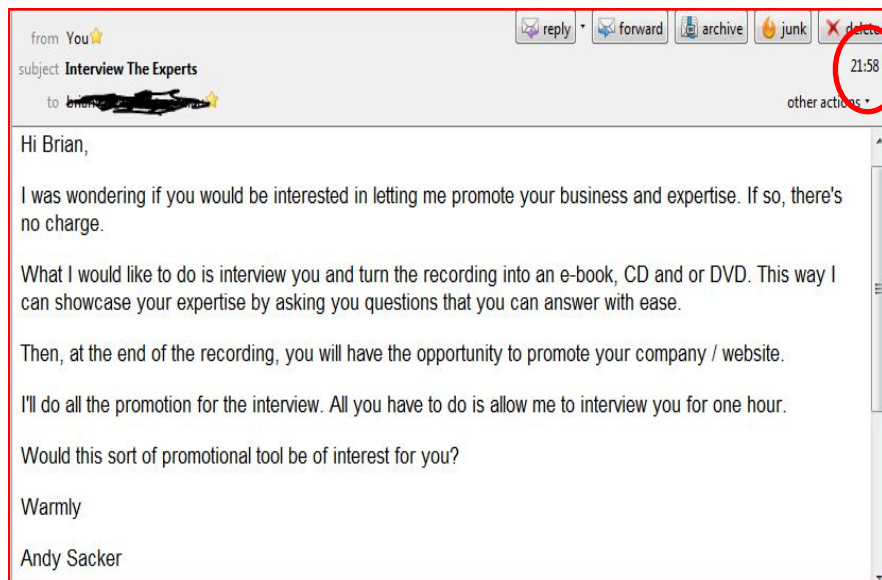 from You
reply forward archive junk delete
subject Interview The Experts
21:58
to
other actions
Hi Brian,
I was wondering if you would be interested in letting me promote your business and expertise. If so, there's
no charge.
What I would like to do is interview you and turn the recording into an e-book, CD and or DVD. This way I
can showcase your expertise by asking you questions that you can answer with ease.
Then, at the end of the recording, you will have the opportunity to promote your company / website.
I'll do all the promotion for the interview. All you have to do is allow me to interview you for one hour.
Would this sort of promotional tool be of interest for you?
Warmly
Andy Sacker